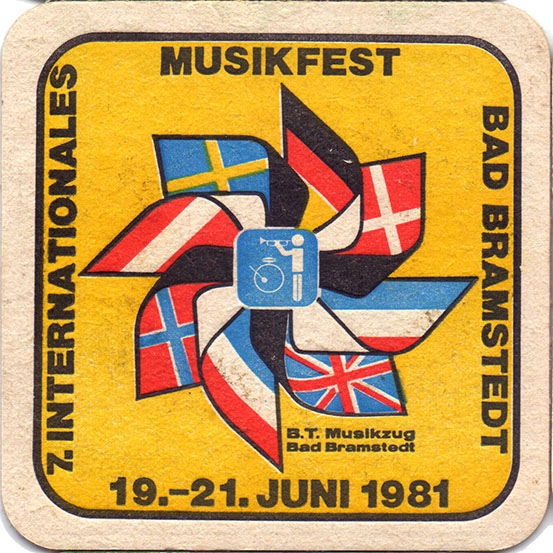 7. INTERNATIONALES
MUSIKFEST
BAD BRAMSTEDT
B.T. Musikzug
Bad Bramstedt
19.-21. JUNI 1981